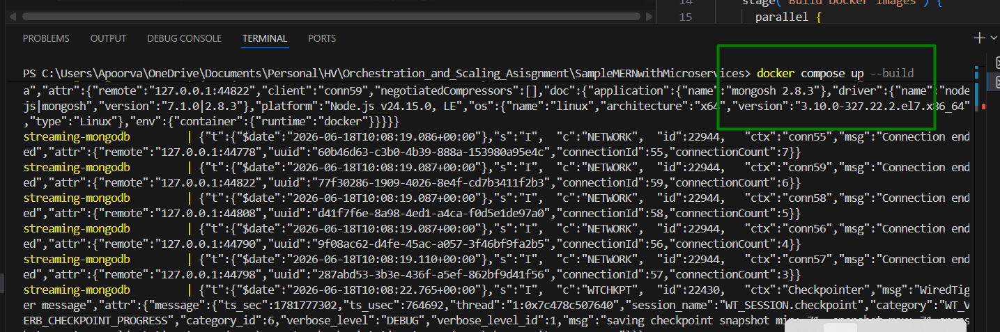 14 stage('Build Docker Images') {
15 parallel {
PROBLEMS OUTPUT DEBUG CONSOLE TERMINAL PORTS
PS C:\Users\Apoorva\OneDrive\Documents\Personal\HV\Orchestration_and_Scaling_Asisgnment\SampleMERNwithMicroservices> docker compose up --build
a","attr":{"remote":"127.0.0.1:44822","client":"conn59","negotiatedCompressors":[],"doc":{"application":{"name":"mongosh 2.8.3"},"driver":{"name":"node
js|mongosh","version":"7.1.0|2.8.3"},"platform":"Node.js v24.15.0, LE","os":{"name":"linux","architecture":"x64","version":"3.10.0-327.22.2.el7.x86_64"
,"type":"Linux"},"env":{"container":{"runtime":"docker"}}}}}
streaming-mongodb | {"t":{"$date":"2026-06-18T10:08:19.086+00:00"},"s":"I", "c":"NETWORK", "id":22944, "ctx":"conn55","msg":"Connection end
ed","attr":{"remote":"127.0.0.1:44778","uuid":"60b46d63-c3b0-4b39-888a-153980a95e4c","connectionId":55,"connectionCount":7}}
streaming-mongodb | {"t":{"$date":"2026-06-18T10:08:19.087+00:00"},"s":"I", "c":"NETWORK", "id":22944, "ctx":"conn59","msg":"Connection end
ed","attr":{"remote":"127.0.0.1:44822","uuid":"77f30286-1909-4026-8e4f-cd7b3411f2b3","connectionId":59,"connectionCount":6}}
streaming-mongodb | {"t":{"$date":"2026-06-18T10:08:19.087+00:00"},"s":"I", "c":"NETWORK", "id":22944, "ctx":"conn58","msg":"Connection end
ed","attr":{"remote":"127.0.0.1:44808","uuid":"d41f7f6e-8a98-4ed1-a4ca-f0d5e1de97a0","connectionId":58,"connectionCount":5}}
streaming-mongodb | {"t":{"$date":"2026-06-18T10:08:19.087+00:00"},"s":"I", "c":"NETWORK", "id":22944, "ctx":"conn56","msg":"Connection end
ed","attr":{"remote":"127.0.0.1:44790","uuid":"9f08ac62-d4fe-45ac-a057-3f46bf9fa2b5","connectionId":56,"connectionCount":4}}
streaming-mongodb | {"t":{"$date":"2026-06-18T10:08:19.110+00:00"},"s":"I", "c":"NETWORK", "id":22944, "ctx":"conn57","msg":"Connection end
ed","attr":{"remote":"127.0.0.1:44798","uuid":"287abd53-3b3e-436f-a5ef-862bf9d41f56","connectionId":57,"connectionCount":3}}
streaming-mongodb | {"t":{"$date":"2026-06-18T10:08:22.765+00:00"},"s":"I", "c":"WTCHKPT", "id":22430, "ctx":"Checkpointer","msg":"WiredTig
er message","attr":{"message":{"ts_sec":1781777302,"ts_usec":764692,"thread":"1:0x7c478c507640","session_name":"WT_SESSION.checkpoint","category":"WT_V
ERB_CHECKPOINT_PROGRESS","category_id":6,"verbose_level":"DEBUG","verbose_level_id":1,"msg":"saving checkpoint snapshot min: 71, snapshot max: 71 snaps